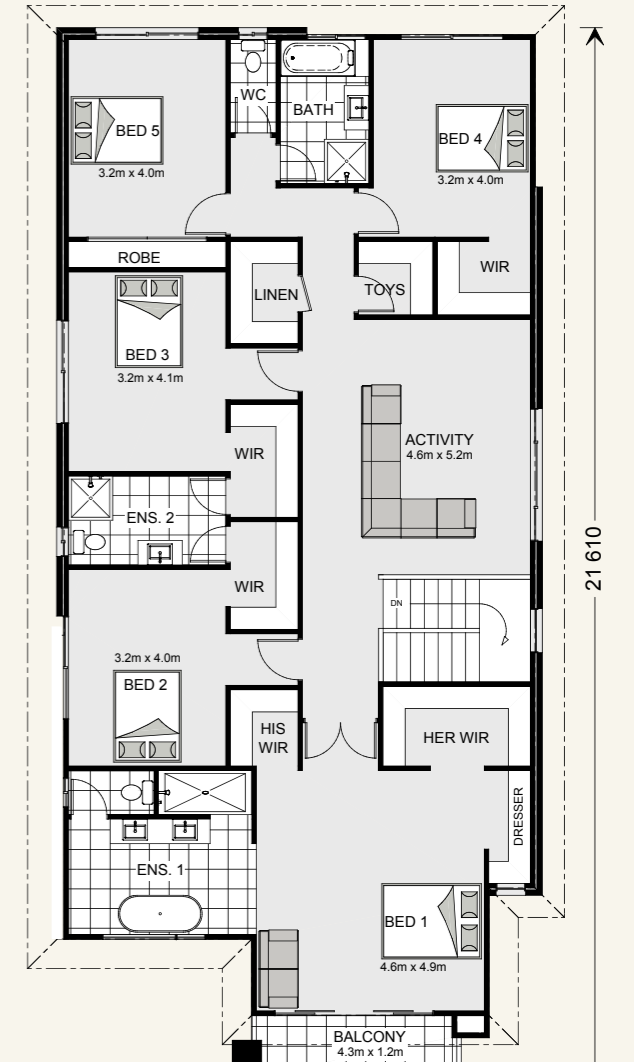 WC
BATH
BED 5
3.2m x 4.0m
BED 4
3.2m x 4.0m
ROBE
LINEN
TOYS
WIR
BED 3
3.2m x 4.1m
WIR
ACTIVITY
4.6m x 5.2m
ENS. 2
21 610
WIR
DN
3.2m x 4.0m
BED 2
HIS
WIR
HER WIR
DRESSER
ENS. 1
BED 1
4.6m x 4.9m
BALCONY
4.3m x 1.2m